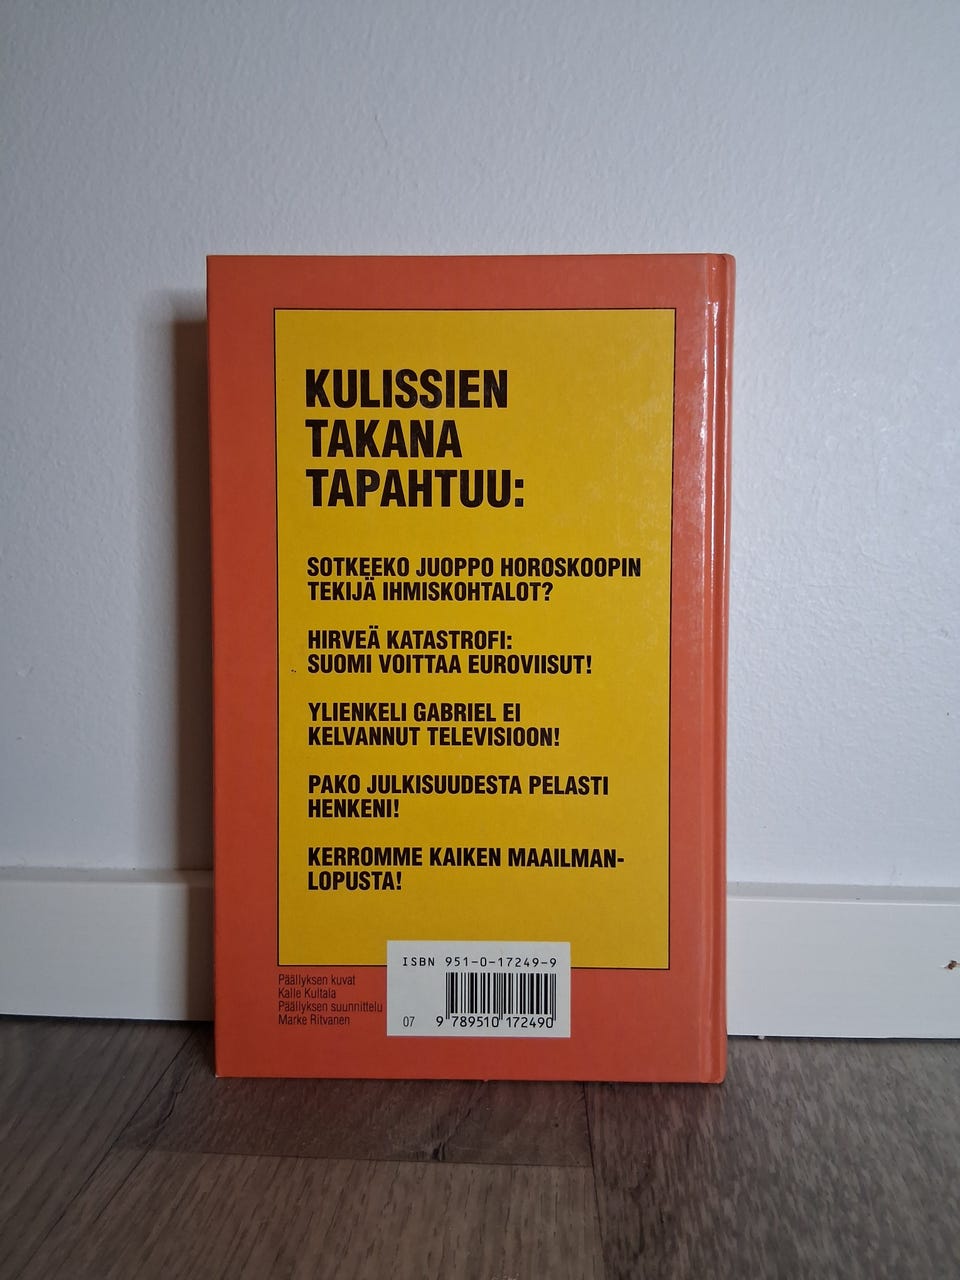 KULISSIEN
TAKANA
TAPAHTUU:
SOTKEEKO JUOPPO HOROSKOOPIN
TEKIJÄ IHMISKOHTALOT?
HIRVEÄ KATASTROFI:
SUOMI VOITTAA EUROVIISUT!
YLIENKELI GABRIEL EI
KELVANNUT TELEVISIOON!
PAKO JULKISUUDESTA PELASTI
HENKENI!
KERROMME KAIKEN MAAILMAN-
LOPUSTA!
Päällyksen kuvat
Kalle Kultala
Päällyksen suunnittelu
Marke Ritvanen
ISBN 951-0-17249-9
07 9 789510 172490